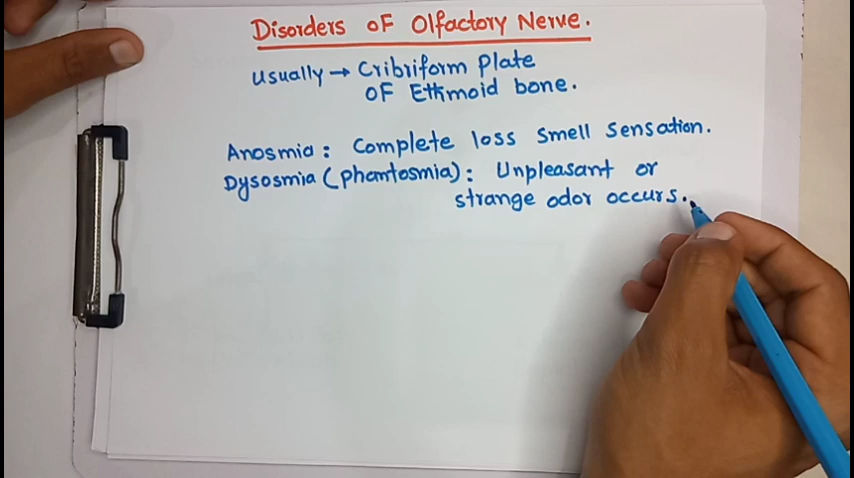 Disorders of Olfactory Nerve.
Usually → Cribriform Plate
OF Ethmoid bone.
Anosmia: Complete loss Smell Sensation.
Dysosmia (phantosmia): Unpleasant or
strange odor occurs.